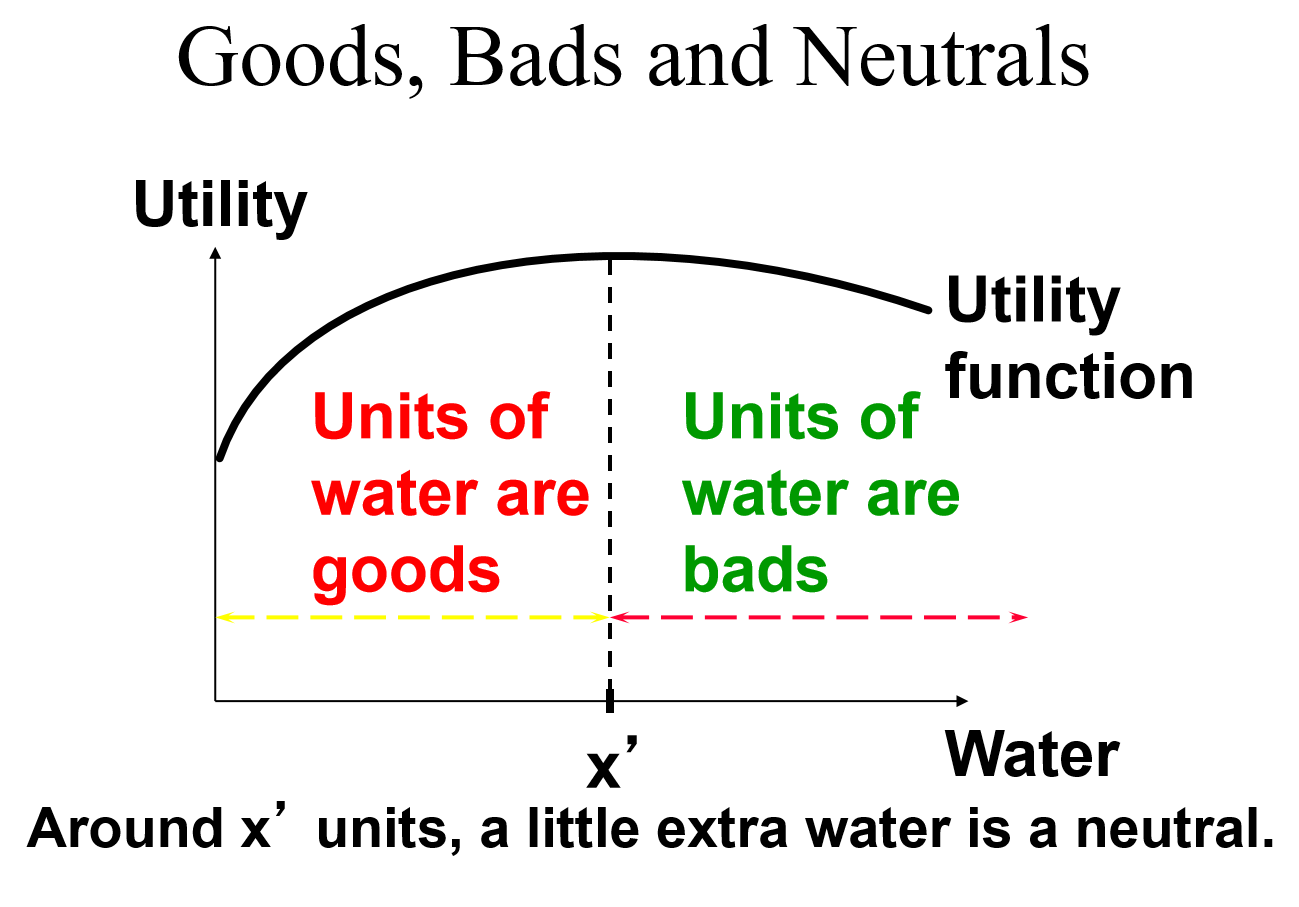 Goods, Bads and Neutrals
Utility
Utility
function
Units of
water are
goods
Units of
water are
bads
x’
Water
Around x’ units, a little extra water is a neutral.